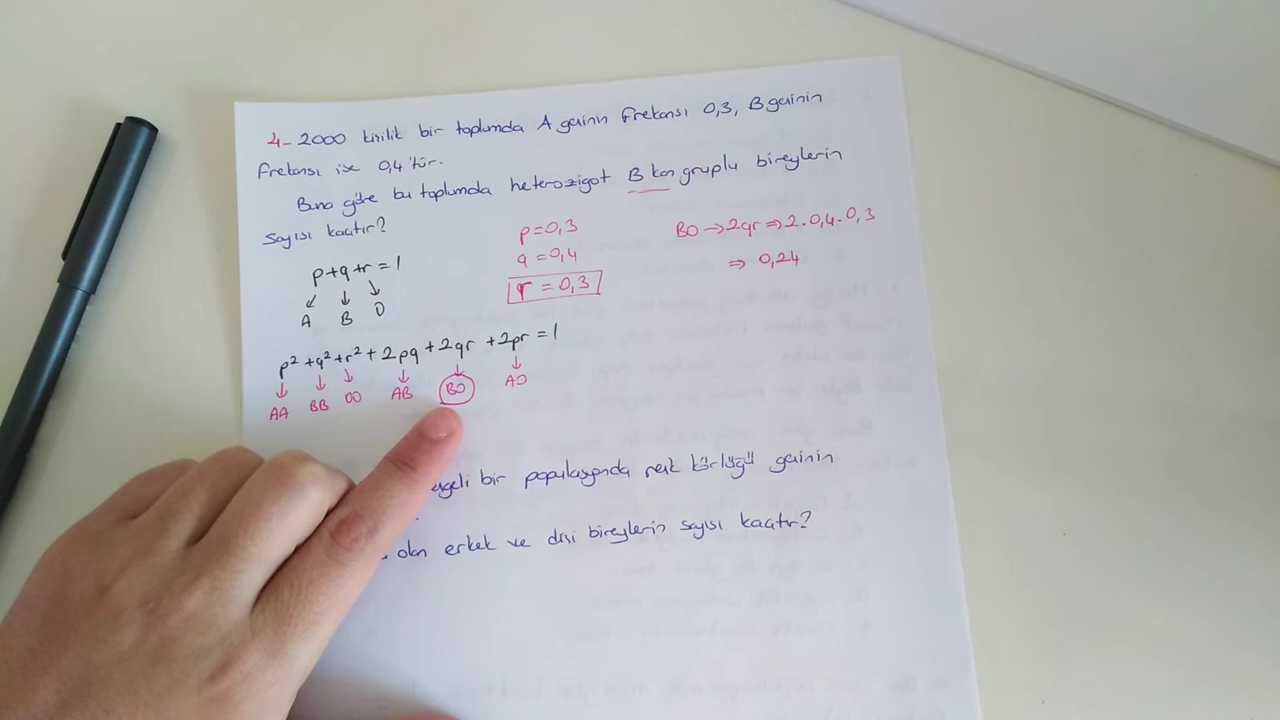 4- 2000 kişilik bir toplumda A geninin frekansı 0,3, B geninin
frekansı ise 0,4'tür.
Buna göre bu toplumda heterozigot B kan gruplu bireylerin
sayısı kaçtır?
p+q+r = 1
A B O
p = 0,3
q = 0,4
r = 0,3
BO → 2qr ⇒ 2.0,4.0,3
⇒ 0,24
p² + q² + r² + 2pq + 2qr + 2pr = 1
AA BB OO AB BO AO
bir populasyonda renk körlüğü geninin
olan erkek ve dişi bireylerin sayısı kaçtır?